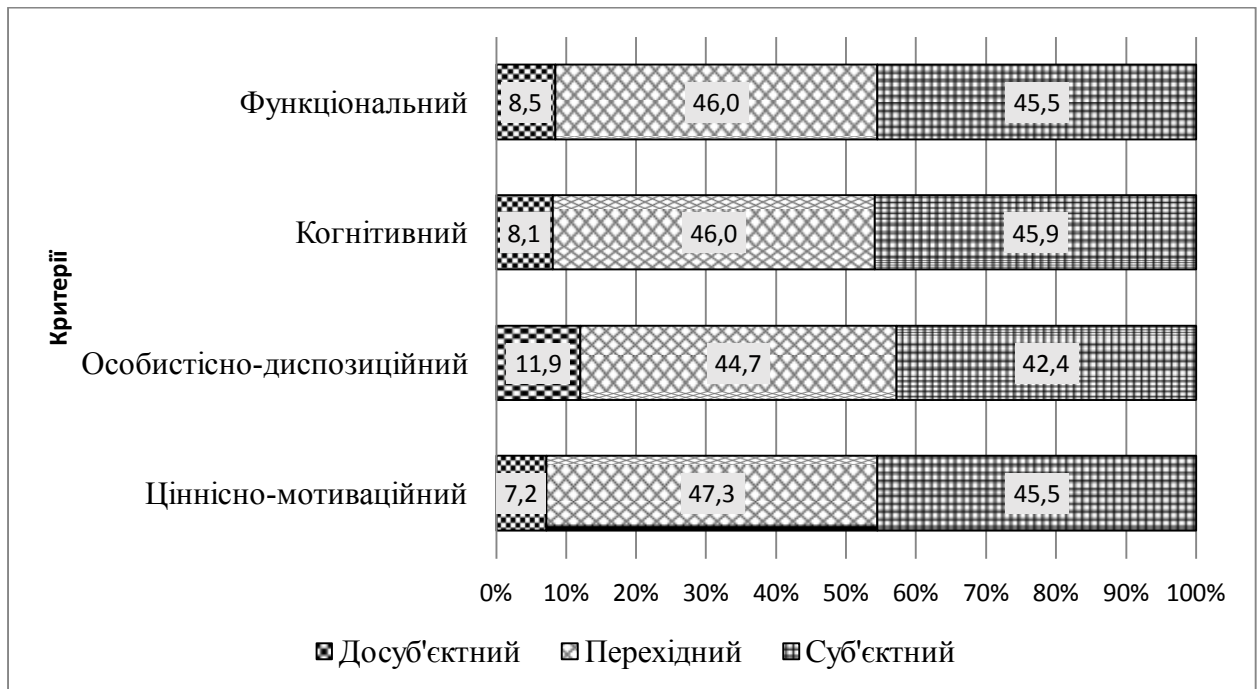 Критерії
Функціональний
8,5 46,0 45,5
Когнітивний
8,1 46,0 45,9
Особистісно-диспозиційний
11,9 44,7 42,4
Ціннісно-мотиваційний
7,2 47,3 45,5
0% 10% 20% 30% 40% 50% 60% 70% 80% 90% 100%
Досуб'єктний Перехідний Суб'єктний